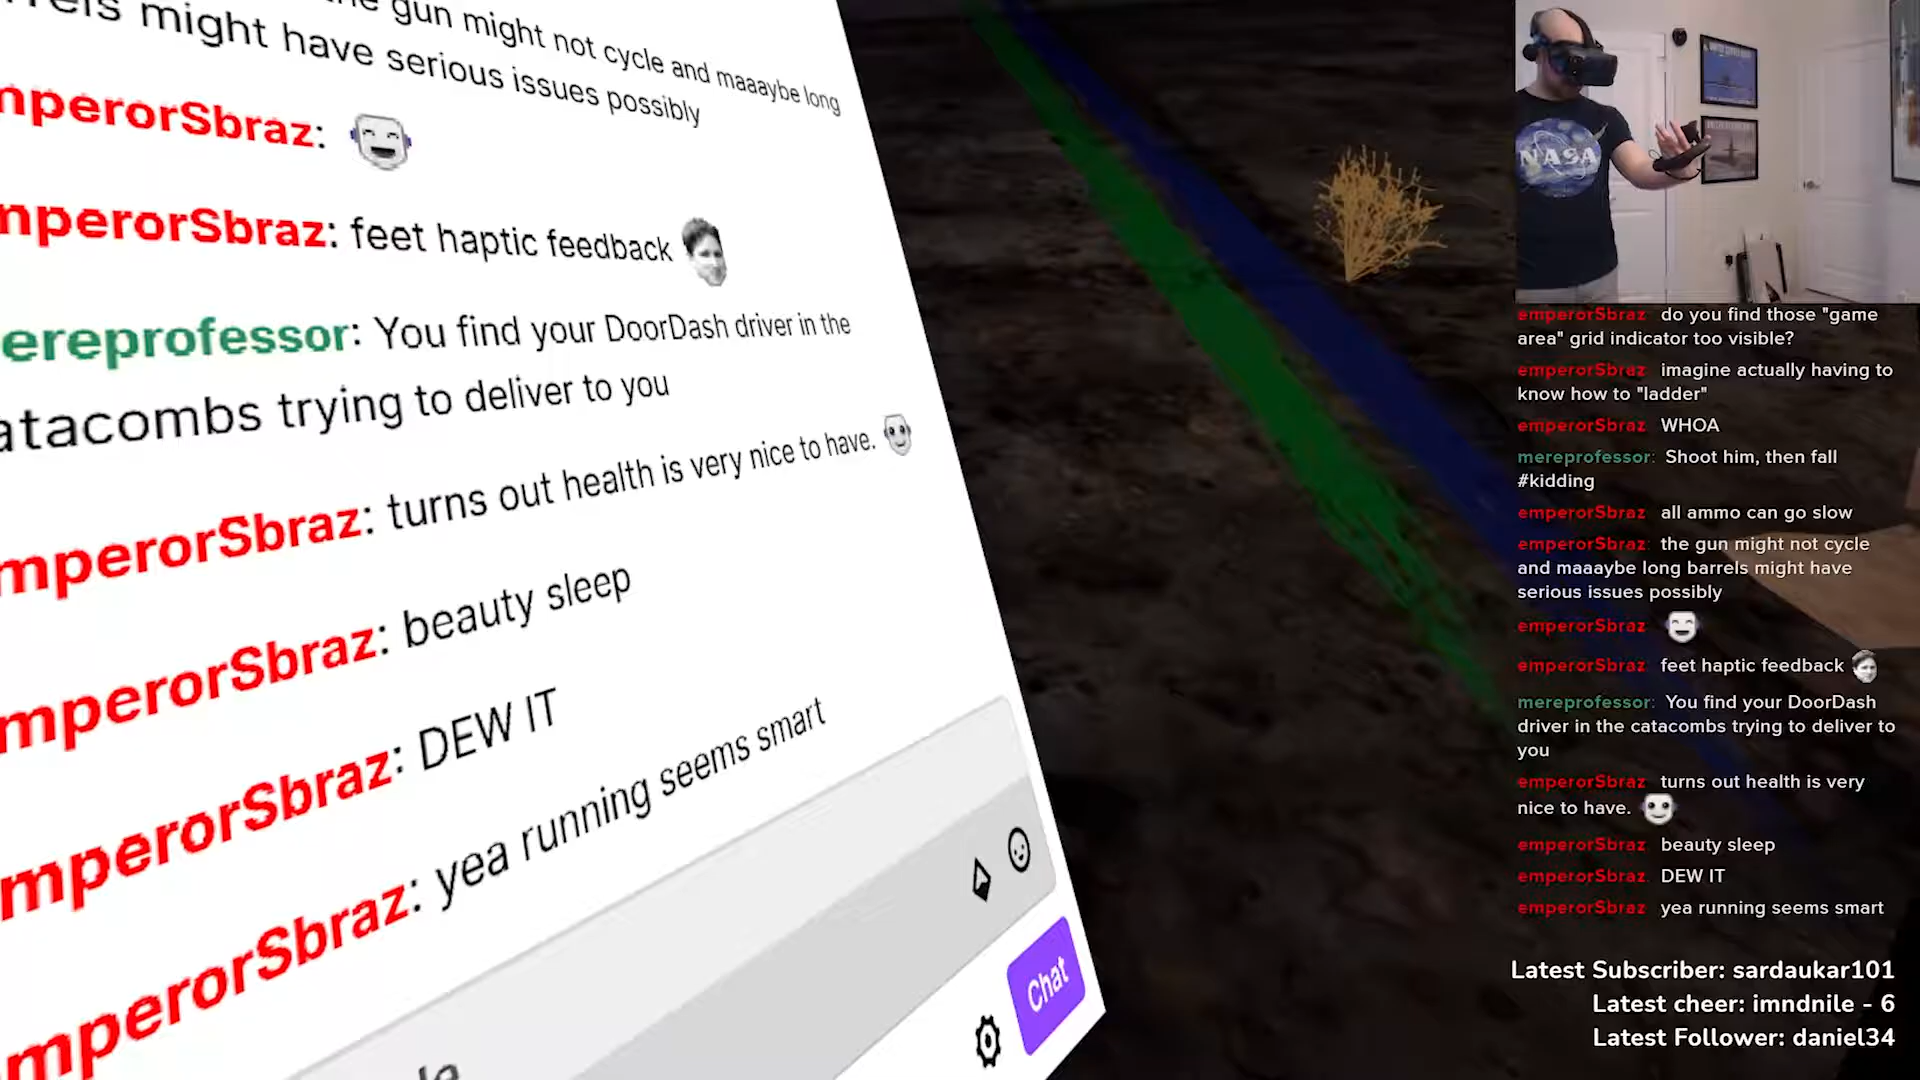 the gun might not cycle and maaaybe long
might have serious issues possibly
mperorSbraz:
mperorSbraz: feet haptic feedback
ereprofessor: You find your DoorDash driver in the
atacombs trying to deliver to you
mperorSbraz: turns out health is very nice to have.
mperorSbraz: beauty sleep
mperorSbraz: DEW IT
mperorSbraz: yea running seems smart
Chat
NASA
emperorSbraz: do you find those "game
area" grid indicator too visible?
emperorSbraz: imagine actually having to
know how to "ladder"
emperorSbraz: WHOA
mereprofessor: Shoot him, then fall
#kidding
emperorSbraz: all ammo can go slow
emperorSbraz: the gun might not cycle
and maaaybe long barrels might have
serious issues possibly
emperorSbraz:
emperorSbraz: feet haptic feedback
mereprofessor: You find your DoorDash
driver in the catacombs trying to deliver to
you
emperorSbraz: turns out health is very
nice to have.
emperorSbraz: beauty sleep
emperorSbraz: DEW IT
emperorSbraz: yea running seems smart
Latest Subscriber: sardaukar101
Latest cheer: imndnile - 6
Latest Follower: daniel34